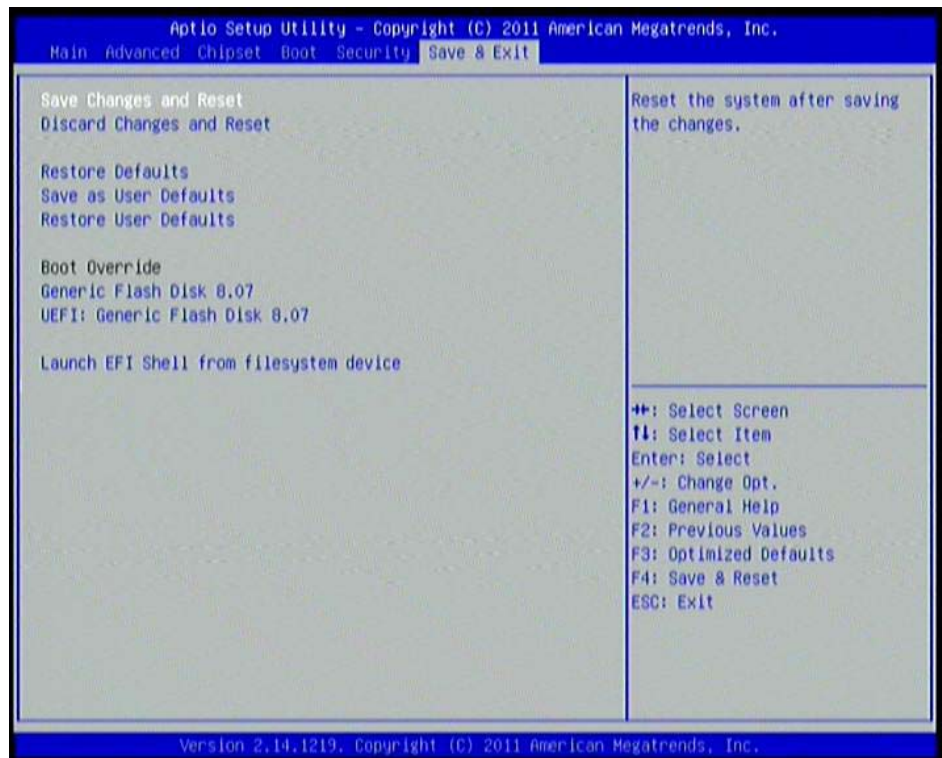 Aptio Setup Utility - Copyright (C) 2011 American Megatrends, Inc.
Main Advanced Chipset Boot Security Save & Exit
Save Changes and Reset
Discard Changes and Reset
Restore Defaults
Save as User Defaults
Restore User Defaults
Boot Override
Generic Flash Disk 8.07
UEFI: Generic Flash Disk 8.07
Launch EFI Shell from filesystem device
Reset the system after saving
the changes.
→←: Select Screen
↑↓: Select Item
Enter: Select
+/-: Change Opt.
F1: General Help
F2: Previous Values
F3: Optimized Defaults
F4: Save & Reset
ESC: Exit
Version 2.14.1219. Copyright (C) 2011 American Megatrends, Inc.